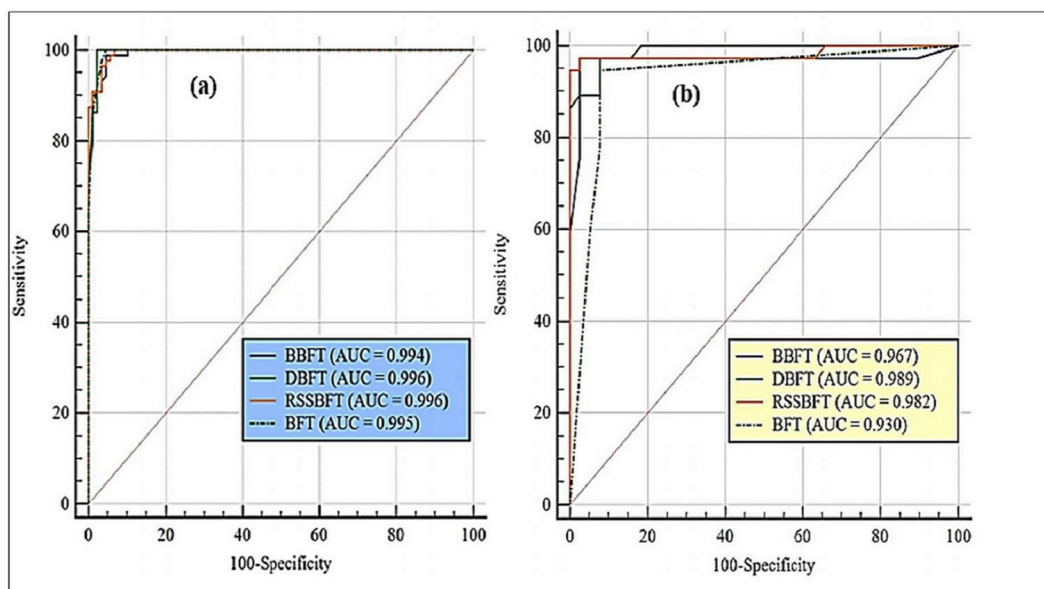 (a)
100
80
60
40
20
0
Sensitivity
BBFT (AUC = 0.994)
DBFT (AUC = 0.996)
RSSBFT (AUC = 0.996)
BFT (AUC = 0.995)
0 20 40 60 80 100
100-Specificity
(b)
100
80
60
40
20
0
Sensitivity
BBFT (AUC = 0.967)
DBFT (AUC = 0.989)
RSSBFT (AUC = 0.982)
BFT (AUC = 0.930)
0 20 40 60 80 100
100-Specificity